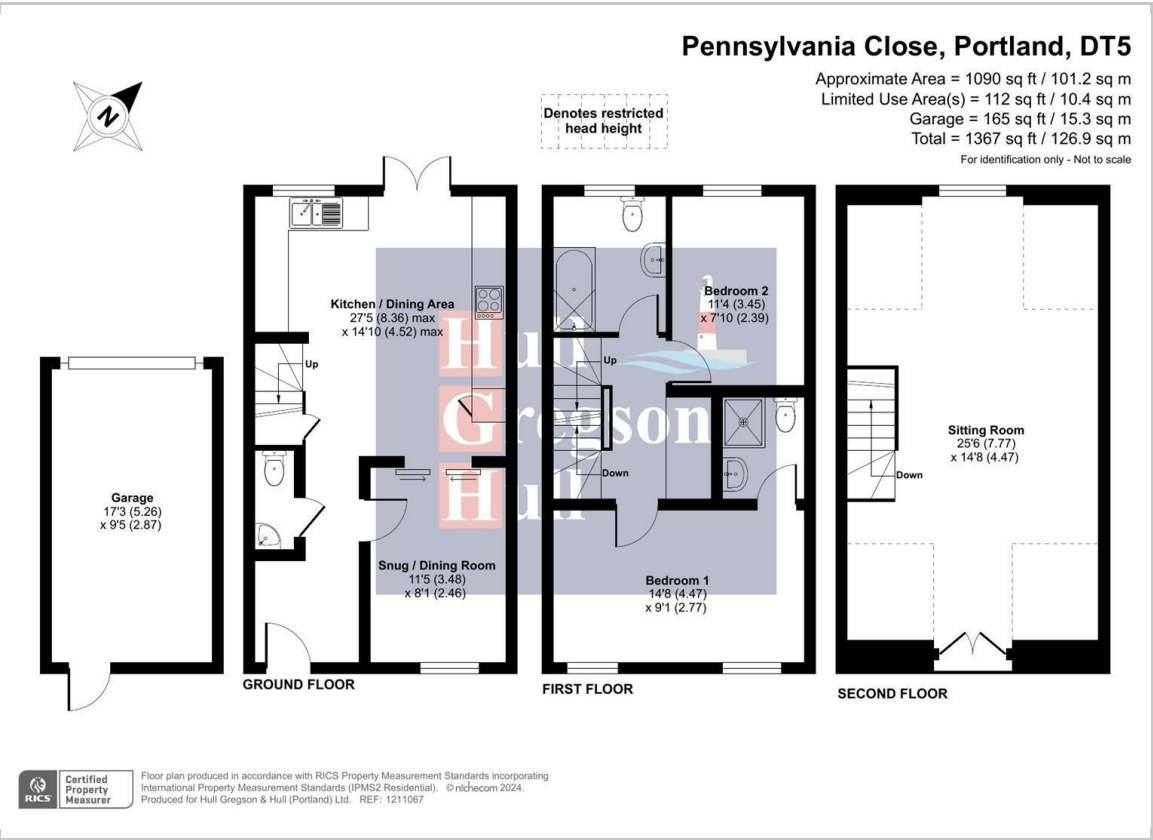 Pennsylvania Close, Portland, DT5
Approximate Area = 1090 sq ft / 101.2 sq m
Limited Use Area(s) = 112 sq ft / 10.4 sq m
Garage = 165 sq ft / 15.3 sq m
Total = 1367 sq ft / 126.9 sq m
For identification only - Not to scale
N
Denotes restricted
head height
Kitchen / Dining Area
27'5 (8.36) max
x 14'10 (4.52) max
Up
Snug / Dining Room
11'5 (3.48)
x 8'1 (2.46)
Garage
17'3 (5.26)
x 9'5 (2.87)
GROUND FLOOR
Bedroom 2
11'4 (3.45)
x 7'10 (2.39)
Up
Down
Bedroom 1
14'8 (4.47)
x 9'1 (2.77)
FIRST FLOOR
Sitting Room
25'6 (7.77)
x 14'8 (4.47)
Down
SECOND FLOOR
Hull
Gregson
Hull
RICS
Certified
Property
Measurer
Floor plan produced in accordance with RICS Property Measurement Standards incorporating
International Property Measurement Standards (IPMS2 Residential). © nichecom 2024.
Produced for Hull Gregson & Hull (Portland) Ltd. REF: 1211067